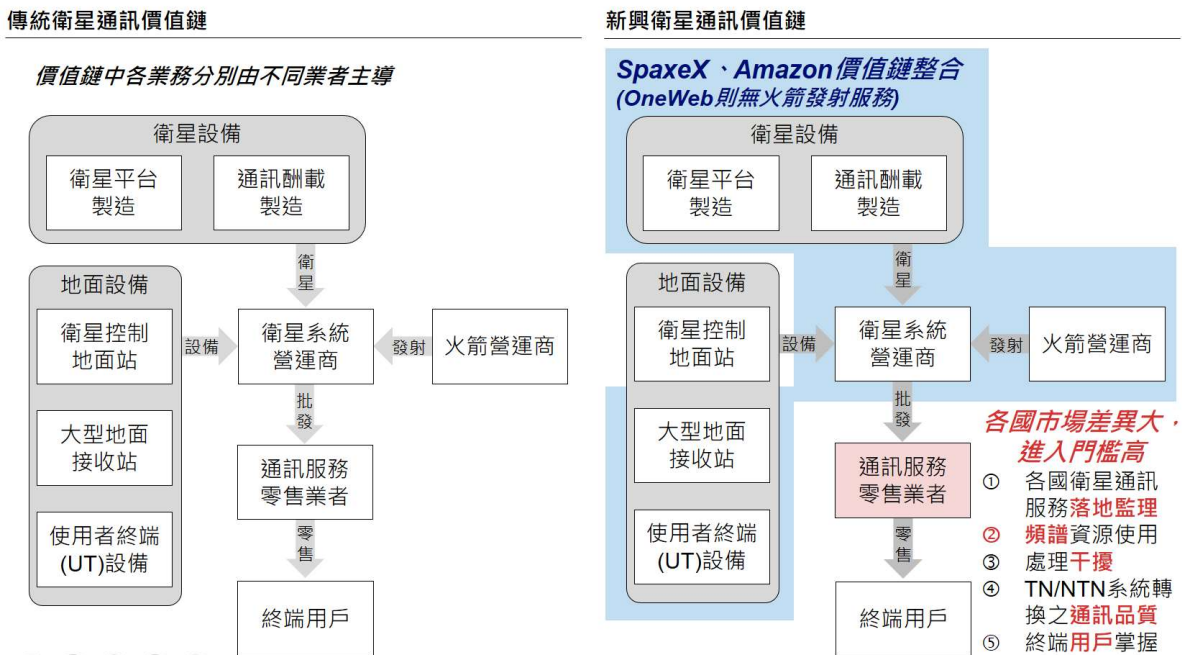 傳統衛星通訊價值鏈
價值鏈中各業務分別由不同業者主導
衛星設備
衛星平台
製造
通訊酬載
製造
衛星
地面設備
衛星控制
地面站
設備
衛星系統
營運商
發射
火箭營運商
大型地面
接收站
批發
通訊服務
零售業者
使用者終端
(UT)設備
零售
終端用戶
新興衛星通訊價值鏈
SpaxeX、Amazon價值鏈整合
(OneWeb則無火箭發射服務)
衛星設備
衛星平台
製造
通訊酬載
製造
衛星
地面設備
衛星控制
地面站
設備
衛星系統
營運商
發射
火箭營運商
大型地面
接收站
批發
通訊服務
零售業者
使用者終端
(UT)設備
零售
終端用戶
各國市場差異大，
進入門檻高
① 各國衛星通訊
服務落地監理
② 頻譜資源使用
③ 處理干擾
④ TN/NTN系統轉
換之通訊品質
⑤ 終端用戶掌握